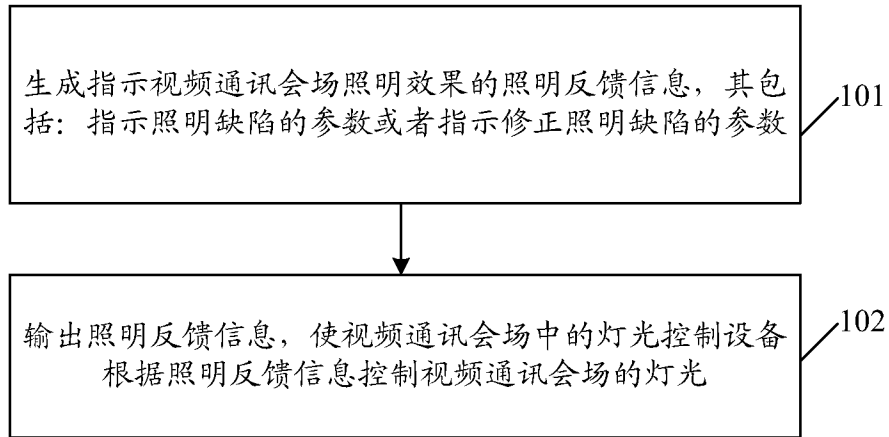 生成指示视频通讯会场照明效果的照明反馈信息，其包
括：指示照明缺陷的参数或者指示修正照明缺陷的参数
101
输出照明反馈信息，使视频通讯会场中的灯光控制设备
根据照明反馈信息控制视频通讯会场的灯光
102